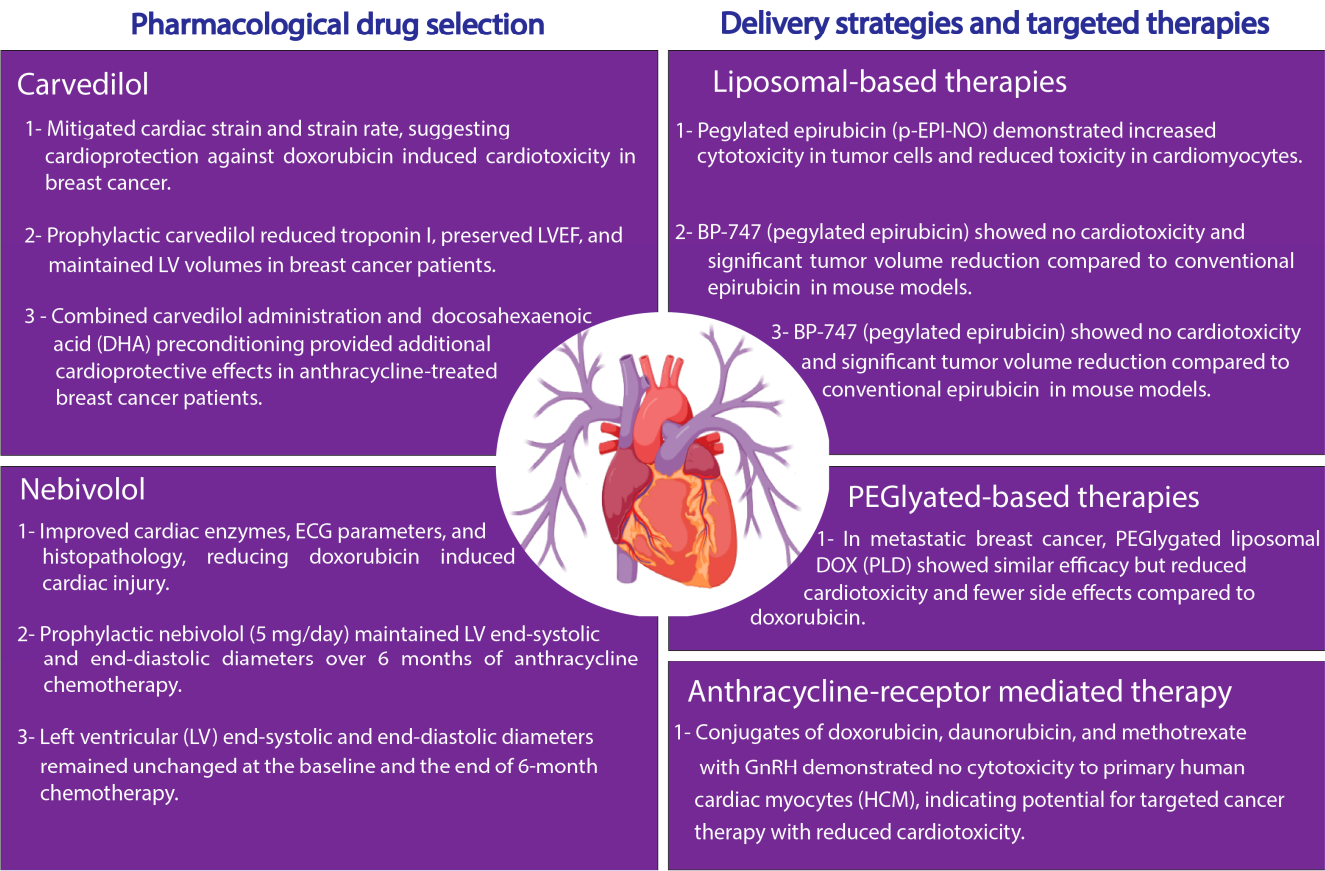 Pharmacological drug selection
Carvedilol
1- Mitigated cardiac strain and strain rate, suggesting
cardioprotection against doxorubicin induced cardiotoxicity in
breast cancer.
2- Prophylactic carvedilol reduced troponin I, preserved LVEF, and
maintained LV volumes in breast cancer patients.
3 - Combined carvedilol administration and docosahexaenoic
acid (DHA) preconditioning provided additional
cardioprotective effects in anthracycline-treated
breast cancer patients.
Nebivolol
1- Improved cardiac enzymes, ECG parameters, and
histopathology, reducing doxorubicin induced
cardiac injury.
2- Prophylactic nebivolol (5 mg/day) maintained LV end-systolic
and end-diastolic diameters over 6 months of anthracycline
chemotherapy.
3- Left ventricular (LV) end-systolic and end-diastolic diameters
remained unchanged at the baseline and the end of 6-month
chemotherapy.
Delivery strategies and targeted therapies
Liposomal-based therapies
1- Pegylated epirubicin (p-EPI-NO) demonstrated increased
cytotoxicity in tumor cells and reduced toxicity in cardiomyocytes.
2- BP-747 (pegylated epirubicin) showed no cardiotoxicity and
significant tumor volume reduction compared to conventional
epirubicin in mouse models.
3- BP-747 (pegylated epirubicin) showed no cardiotoxicity
and significant tumor volume reduction compared to
conventional epirubicin in mouse models.
PEGlyated-based therapies
1- In metastatic breast cancer, PEGlygated liposomal
DOX (PLD) showed similar efficacy but reduced
cardiotoxicity and fewer side effects compared to
doxorubicin.
Anthracycline-receptor mediated therapy
1- Conjugates of doxorubicin, daunorubicin, and methotrexate
with GnRH demonstrated no cytotoxicity to primary human
cardiac myocytes (HCM), indicating potential for targeted cancer
therapy with reduced cardiotoxicity.